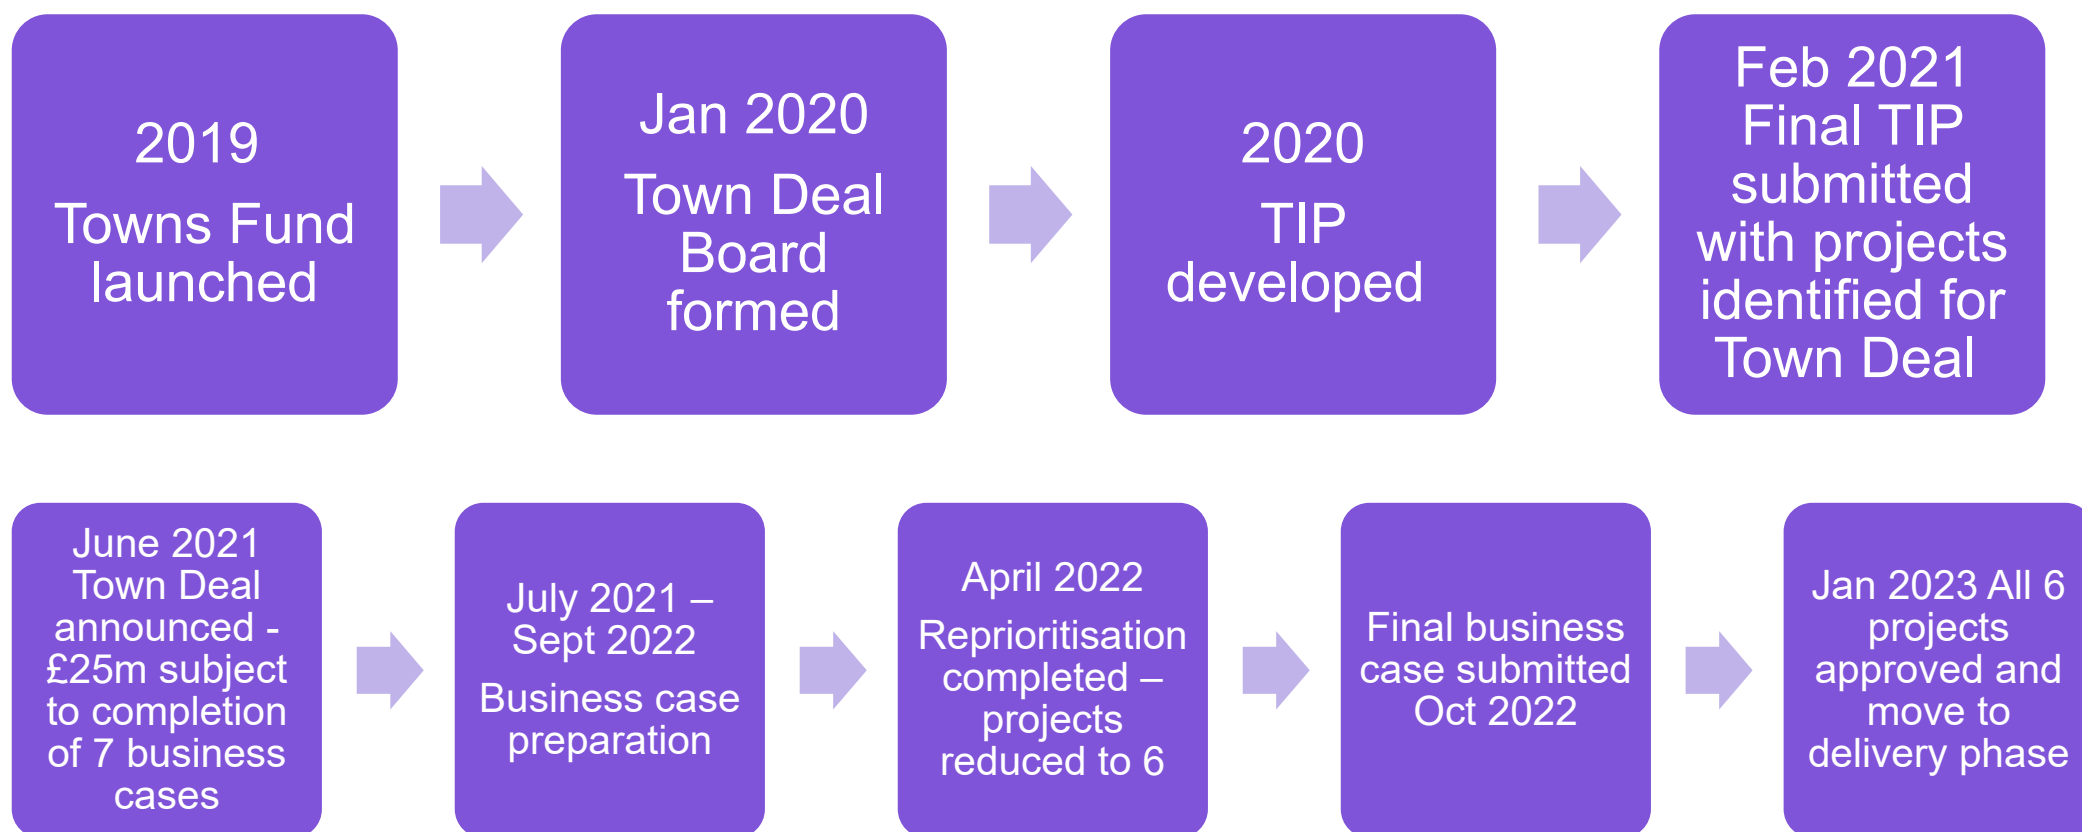 2019
Towns Fund
launched
Jan 2020
Town Deal
Board
formed
2020
TIP
developed
Feb 2021
Final TIP
submitted
with projects
identified for
Town Deal
June 2021
Town Deal
announced -
£25m subject
to completion
of 7 business
cases
July 2021 –
Sept 2022
Business case
preparation
April 2022
Reprioritisation
completed –
projects
reduced to 6
Final business
case submitted
Oct 2022
Jan 2023 All 6
projects
approved and
move to
delivery phase